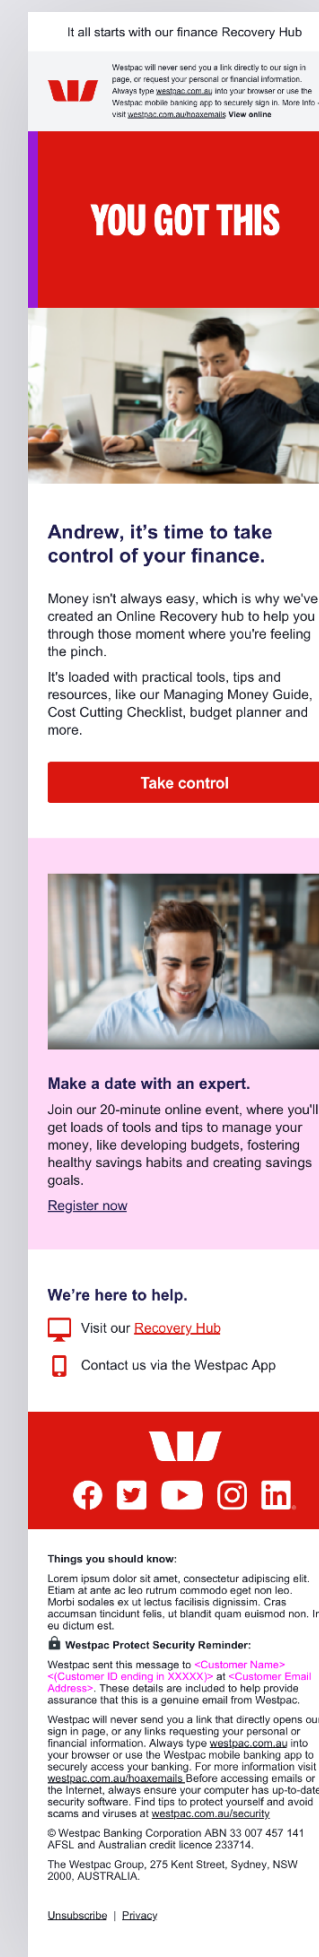 It all starts with our finance Recovery Hub
Westpac will never send you a link directly to our sign in
page, or request your personal or financial information.
Always type westpac.com.au into your browser or use the
Westpac mobile banking app to securely sign in. More Info -
visit westpac.com.au/hoaxemails View online
YOU GOT THIS
Andrew, it's time to take
control of your finance.
Money isn't always easy, which is why we've
created an Online Recovery hub to help you
through those moment where you're feeling
the pinch.
It's loaded with practical tools, tips and
resources, like our Managing Money Guide,
Cost Cutting Checklist, budget planner and
more.
Take control
Make a date with an expert.
Join our 20-minute online event, where you'll
get loads of tools and tips to manage your
money, like developing budgets, fostering
healthy savings habits and creating savings
goals.
Register now
We're here to help.
Visit our Recovery Hub
Contact us via the Westpac App
Things you should know:
Lorem ipsum dolor sit amet, consectetur adipiscing elit.
Etiam at ante ac leo rutrum commodo eget non leo.
Morbi sodales ex ut lectus facilisis dignissim. Cras
accumsan tincidunt felis, ut blandit quam euismod non. In
eu dictum est.
Westpac Protect Security Reminder:
Westpac sent this message to <Customer Name>
<(Customer ID ending in XXXXX)> at <Customer Email
Address>. These details are included to help provide
assurance that this is a genuine email from Westpac.
Westpac will never send you a link that directly opens our
sign in page, or any links requesting your personal or
financial information. Always type westpac.com.au into
your browser or use the Westpac mobile banking app to
securely access your banking. For more information visit
westpac.com.au/hoaxemails Before accessing emails or
the Internet, always ensure your computer has up-to-date
security software. Find tips to protect yourself and avoid
scams and viruses at westpac.com.au/security
© Westpac Banking Corporation ABN 33 007 457 141
AFSL and Australian credit licence 233714.
The Westpac Group, 275 Kent Street, Sydney, NSW
2000, AUSTRALIA.
Unsubscribe | Privacy